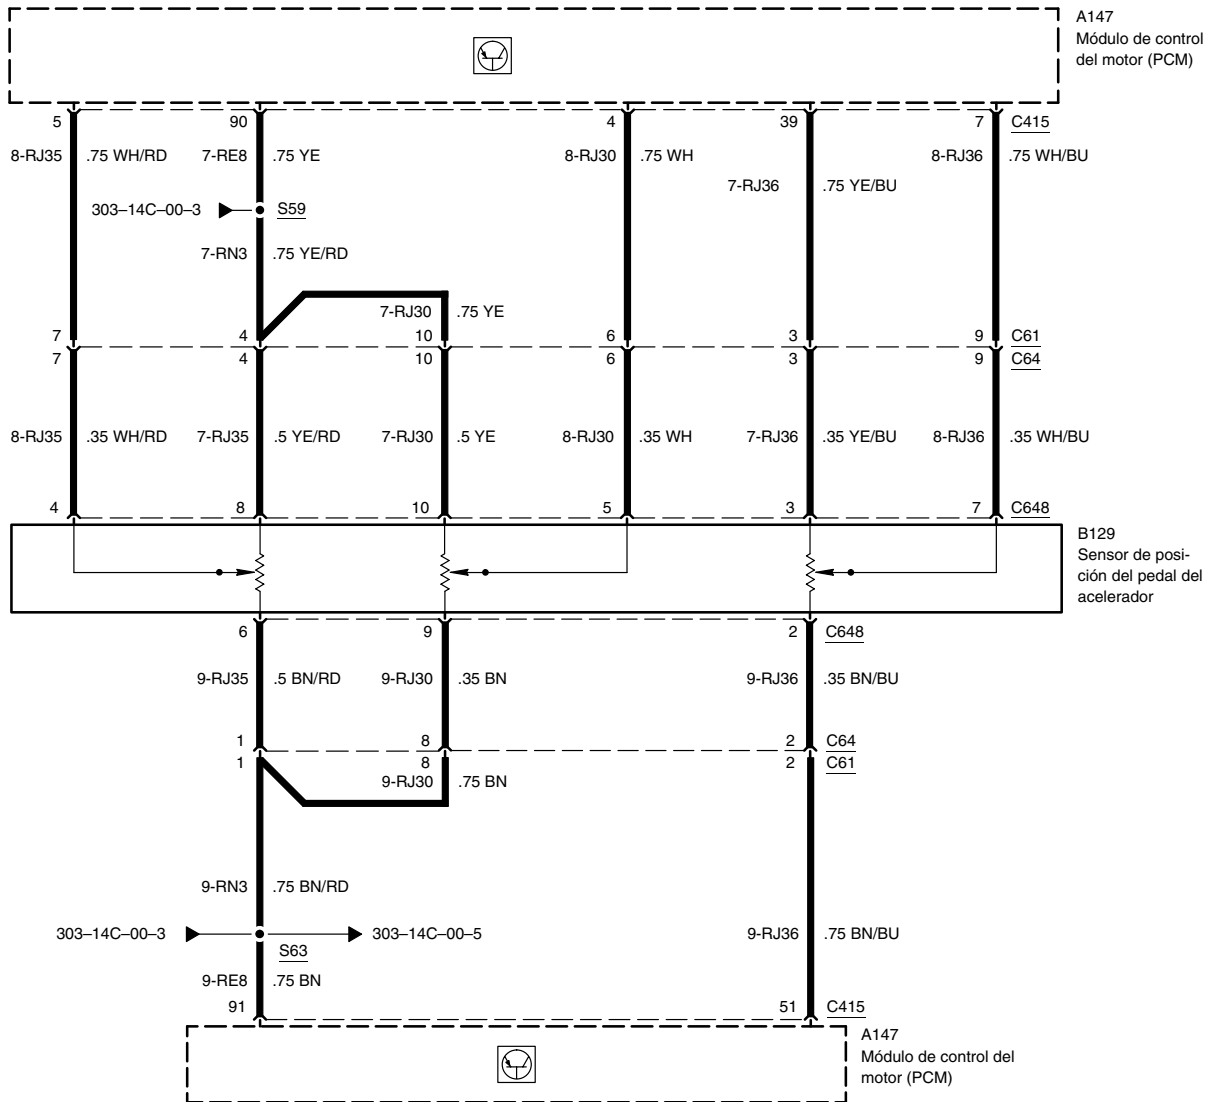 A147
Módulo de control
del motor (PCM)
5 90 4 39 7 C415
8-RJ35 .75 WH/RD 7-RE8 .75 YE 8-RJ30 .75 WH 8-RJ36 .75 WH/BU
7-RJ36 .75 YE/BU
303–14C–00–3 S59
7-RN3 .75 YE/RD
7-RJ30 .75 YE
7 4 10 6 3 9 C61
7 4 10 6 3 9 C64
8-RJ35 .35 WH/RD 7-RJ35 .5 YE/RD 7-RJ30 .5 YE 8-RJ30 .35 WH 7-RJ36 .35 YE/BU 8-RJ36 .35 WH/BU
4 8 10 5 3 7 C648
B129
Sensor de posi-
ción del pedal del
acelerador
6 9 2 C648
9-RJ35 .5 BN/RD 9-RJ30 .35 BN 9-RJ36 .35 BN/BU
1 8 2 C64
1 8 2 C61
9-RJ30 .75 BN
9-RN3 .75 BN/RD
303–14C–00–3 303–14C–00–5 9-RJ36 .75 BN/BU
S63
9-RE8 .75 BN
91 51 C415
A147
Módulo de control del
motor (PCM)